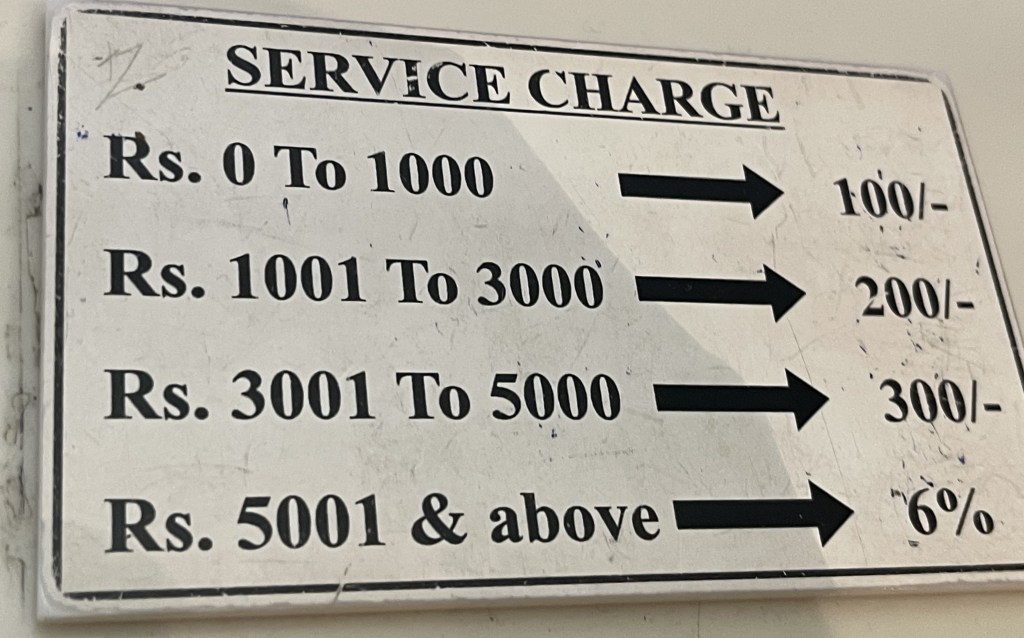 SERVICE CHARGE
Rs. 0 To 1000 → 100/-
Rs. 1001 To 3000 → 200/-
Rs. 3001 To 5000 → 300/-
Rs. 5001 & above → 6%